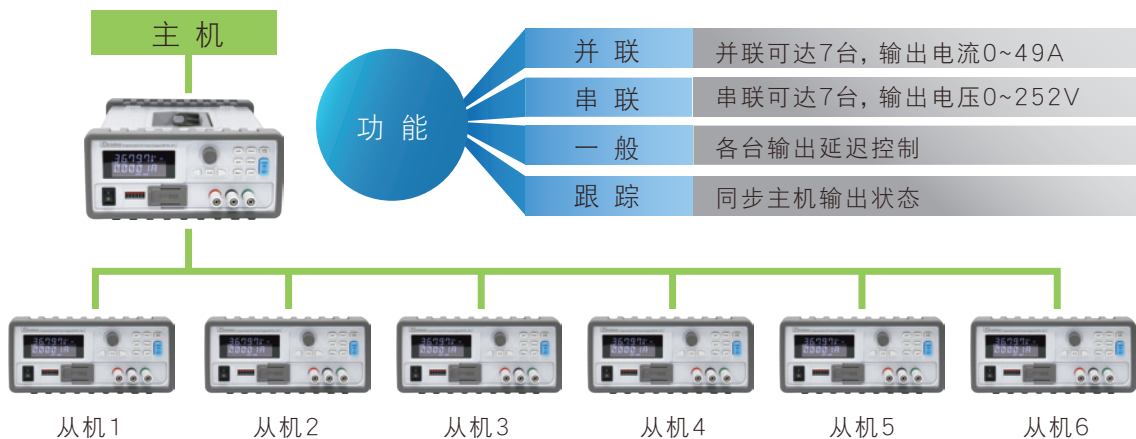 主机
功能
并联 并联可达7台, 输出电流0~49A
串联 串联可达7台, 输出电压0~252V
一般 各台输出延迟控制
跟踪 同步主机输出状态
从机1 从机2 从机3 从机4 从机5 从机6